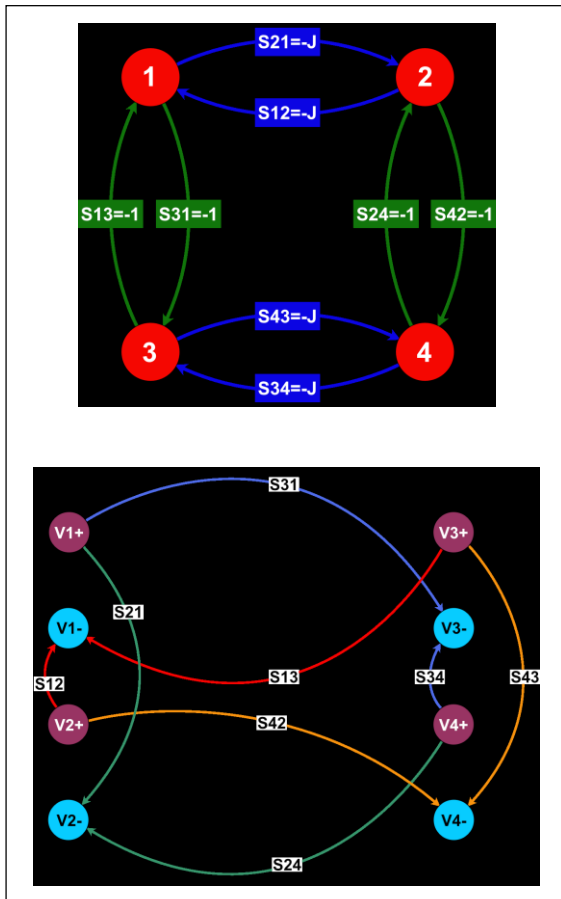 S21=-J
1
2
S12=-J
S13=-1
S31=-1
S24=-1
S42=-1
S43=-J
3
4
S34=-J
S31
V1+
V3+
S21
V1-
V3-
S12
S13
S34
S43
V2+
S42
V4+
V2-
V4-
S24